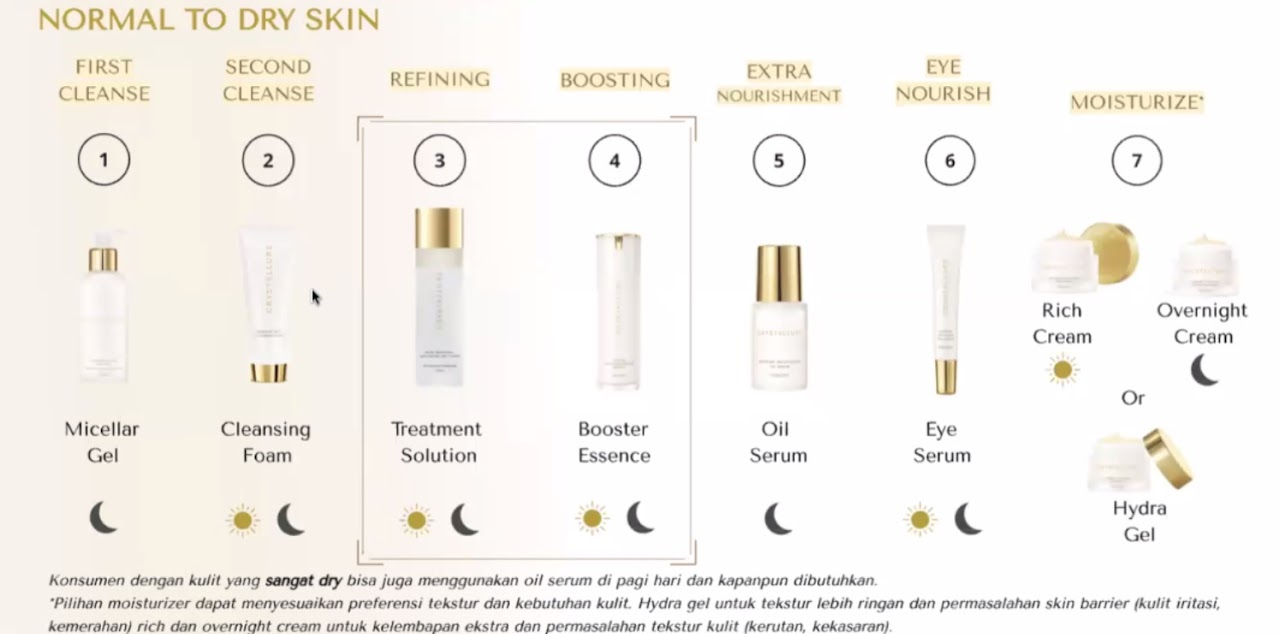 NORMAL TO DRY SKIN
FIRST
CLEANSE
SECOND
CLEANSE
REFINING
BOOSTING
EXTRA
NOURISHMENT
EYE
NOURISH
MOISTURIZE*
1
2
3
4
5
6
7
CRYSTALLURE
Micellar
Gel
Cleansing
Foam
Treatment
Solution
Booster
Essence
Oil
Serum
Eye
Serum
Rich
Cream
Overnight
Cream
Or
Hydra
Gel
Konsumen dengan kulit yang sangat dry bisa juga menggunakan oil serum di pagi hari dan kapanpun dibutuhkan.
*Pilihan moisturizer dapat menyesuaikan preferensi tekstur dan kebutuhan kulit. Hydra gel untuk tekstur lebih ringan dan permasalahan skin barrier (kulit iritasi,
kemerahan) rich dan overnight cream untuk kelembapan ekstra dan permasalahan tekstur kulit (kerutan, kekasaran).